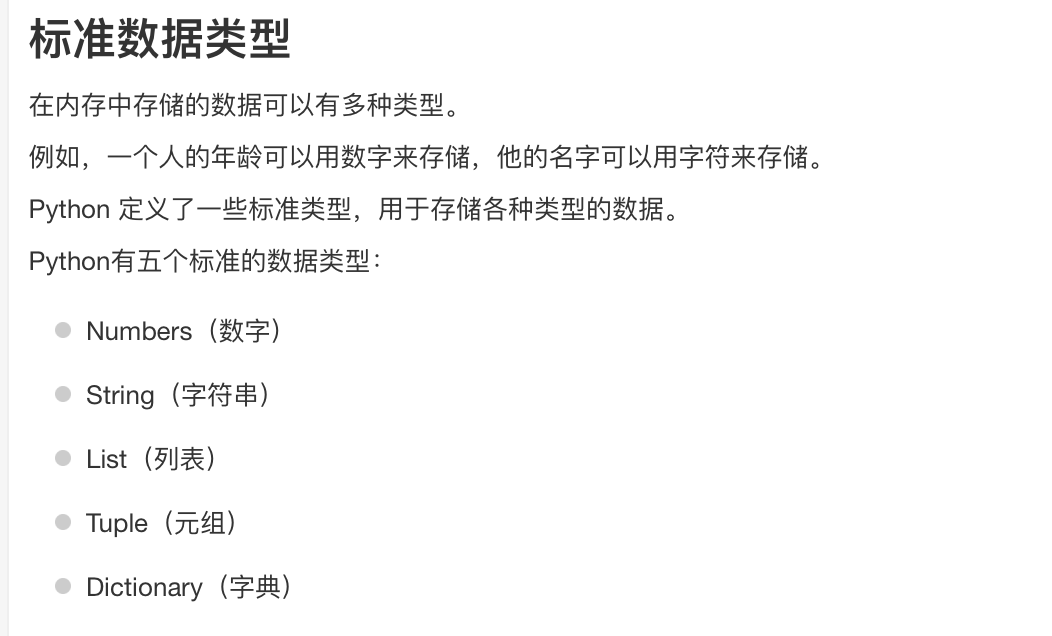 标准数据类型
在内存中存储的数据可以有多种类型。
例如，一个人的年龄可以用数字来存储，他的名字可以用字符来存储。
Python 定义了一些标准类型，用于存储各种类型的数据。
Python有五个标准的数据类型：
Numbers（数字）
String（字符串）
List（列表）
Tuple（元组）
Dictionary（字典）